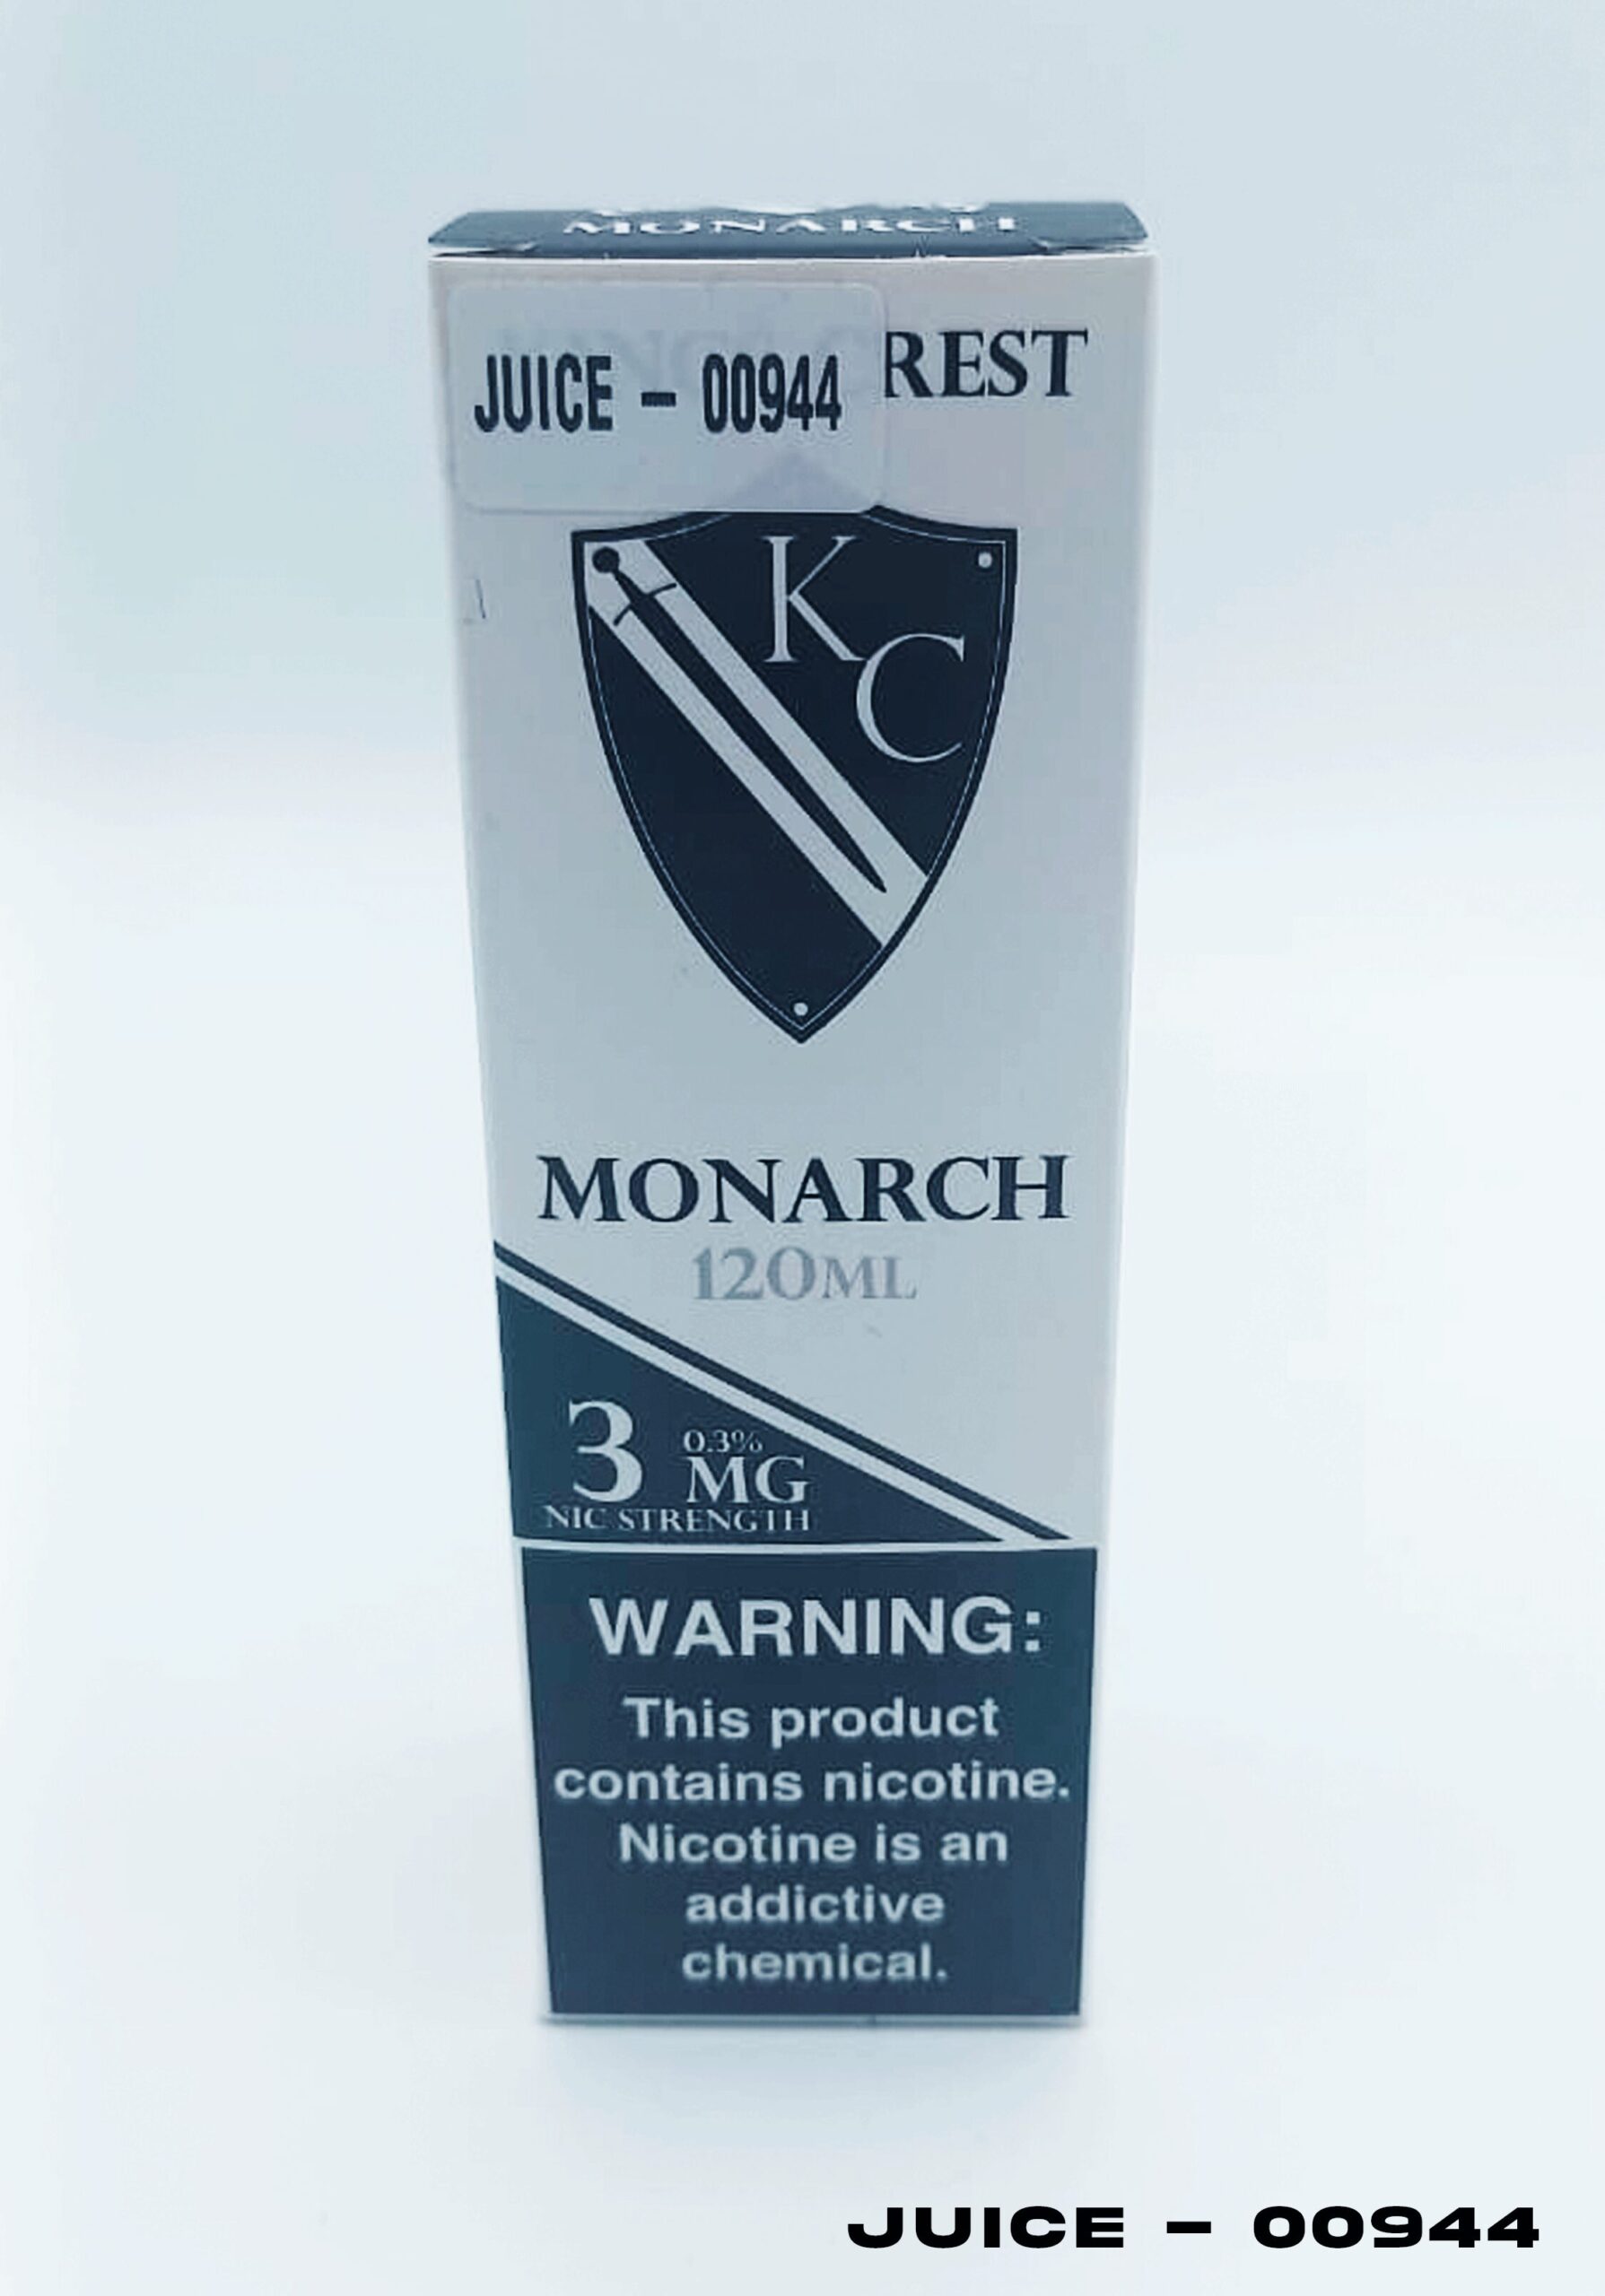 MONARCH
REST
JUICE – 00944
K
C
MONARCH
120ML
3 0.3%
MG
NIC STRENGTH
WARNING:
This product
contains nicotine.
Nicotine is an
addictive
chemical.
JUICE – 00944